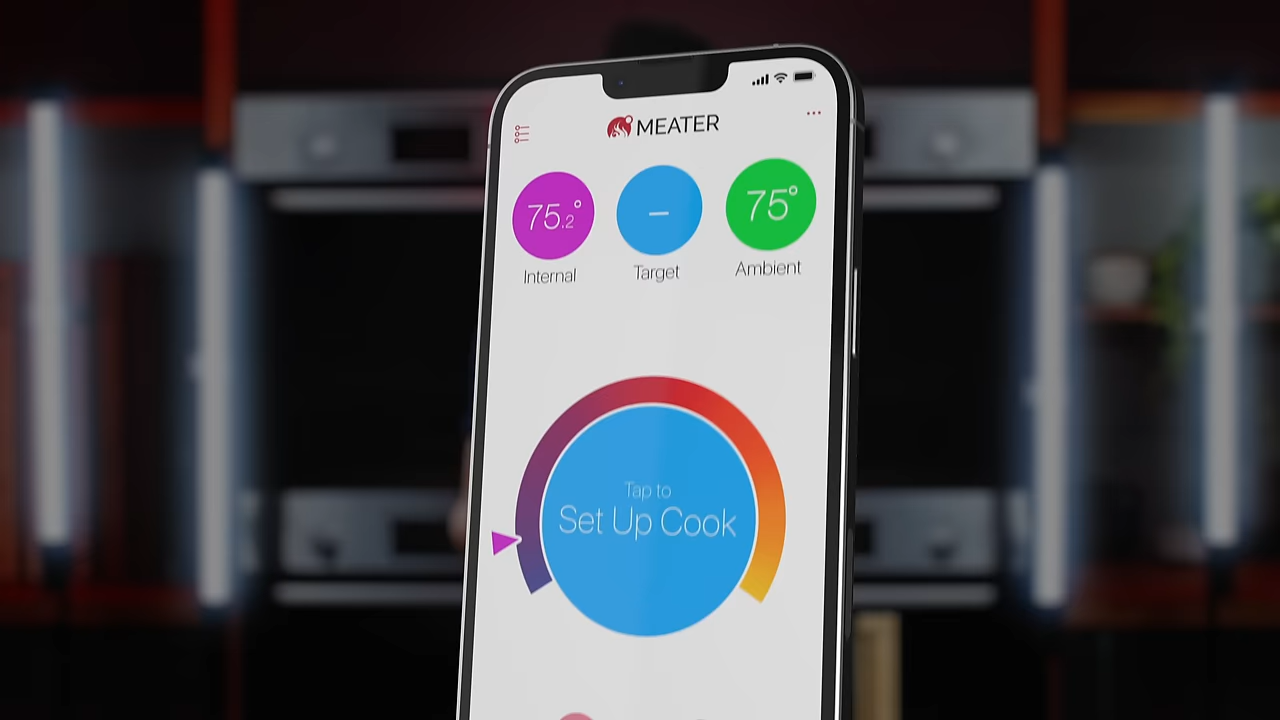 MEATER
75.2°
–
75°
Internal
Target
Ambient
Tap to
Set Up Cook